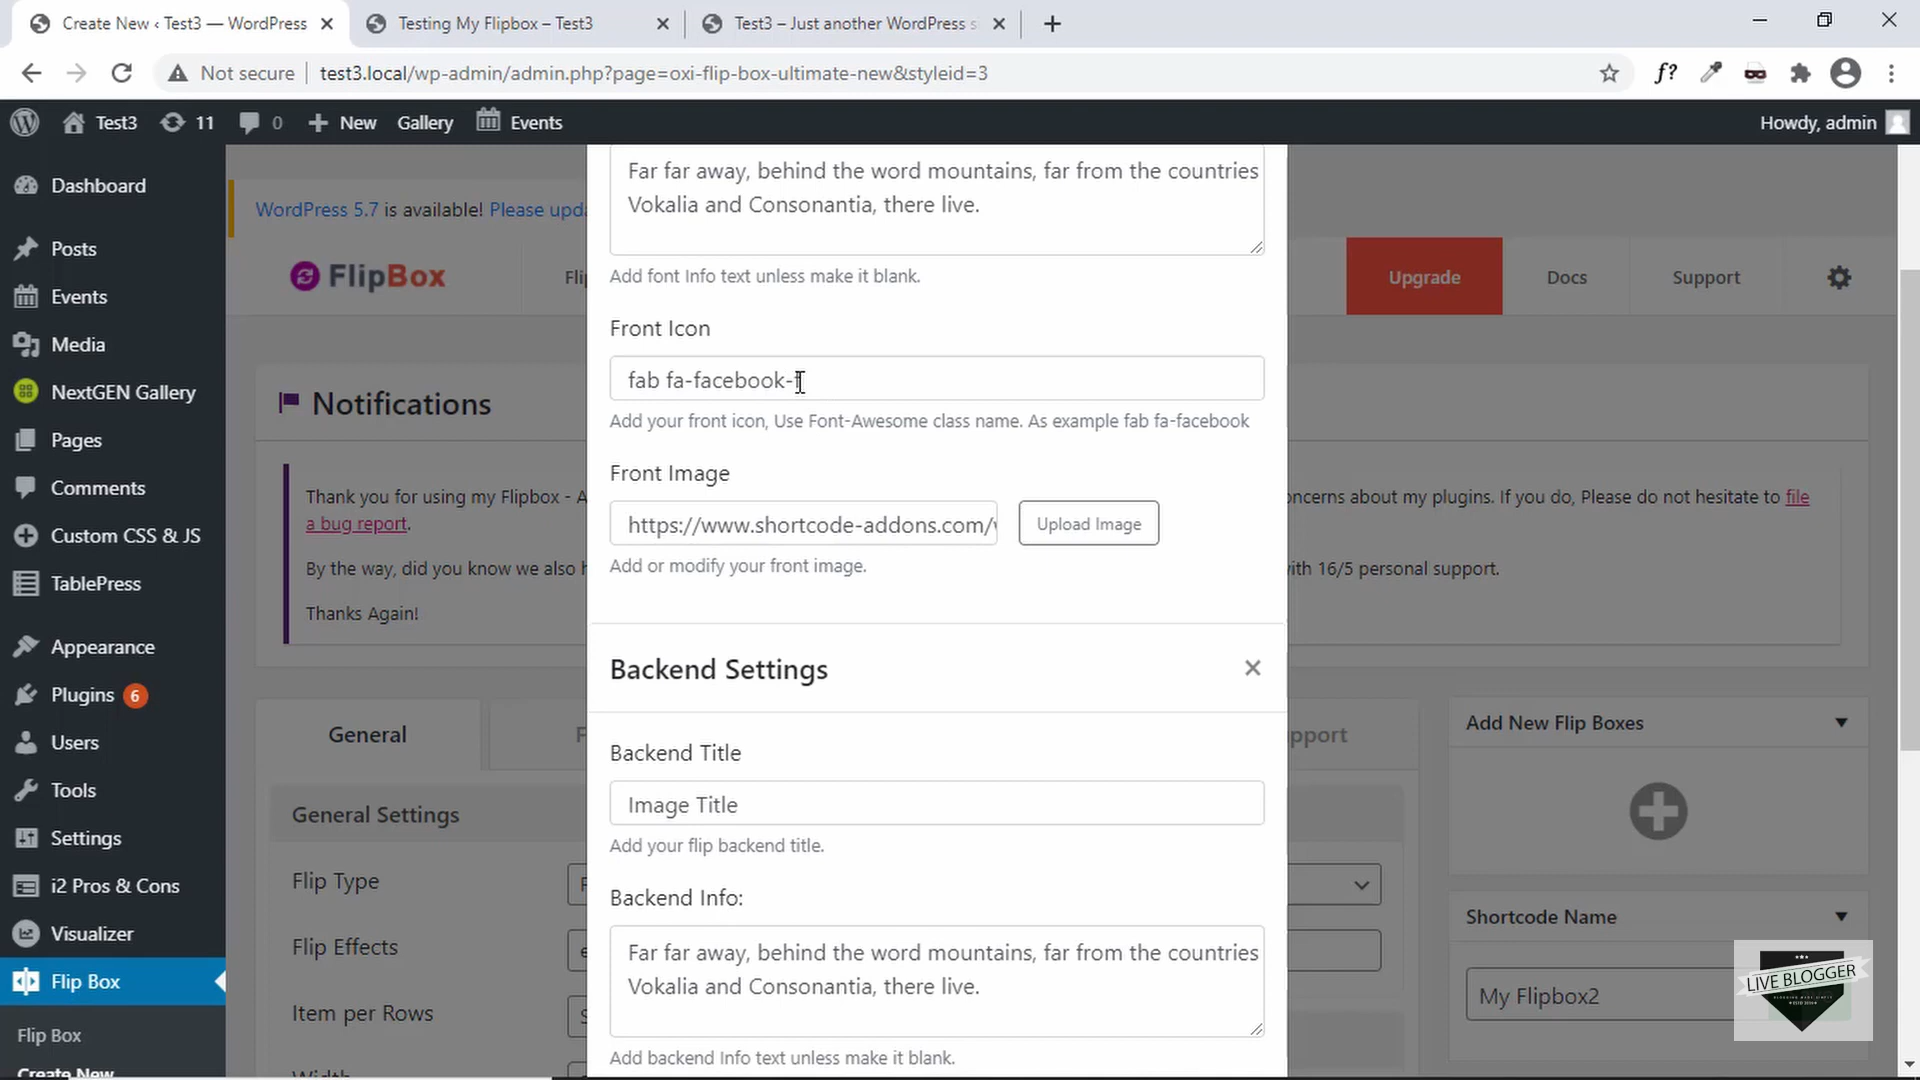 Create New ‹ Test3 — WordPress
Testing My Flipbox – Test3
Test3 – Just another WordPress s
Not secure
test3.local/wp-admin/admin.php?page=oxi-flip-box-ultimate-new&styleid=3
f?
Test3
11
0
New
Gallery
Events
Howdy, admin
Dashboard
Posts
Events
Media
NextGEN Gallery
Pages
Comments
Custom CSS & JS
TablePress
Appearance
Plugins 6
Users
Tools
Settings
i2 Pros & Cons
Visualizer
Flip Box
Flip Box
Create New
WordPress 5.7 is available! Please upda
FlipBox
Flip
Upgrade
Docs
Support
Notifications
Thank you for using my Flipbox - A
oncerns about my plugins. If you do, Please do not hesitate to file
a bug report.
By the way, did you know we also h
with 16/5 personal support.
Thanks Again!
General
F
pport
General Settings
Flip Type
Flip Effects
Item per Rows
Width
Far far away, behind the word mountains, far from the countries
Vokalia and Consonantia, there live.
Add font Info text unless make it blank.
Front Icon
fab fa-facebook-f
Add your front icon, Use Font-Awesome class name. As example fab fa-facebook
Front Image
https://www.shortcode-addons.com/
Upload Image
Add or modify your front image.
Backend Settings
Backend Title
Image Title
Add your flip backend title.
Backend Info:
Far far away, behind the word mountains, far from the countries
Vokalia and Consonantia, there live.
Add backend Info text unless make it blank.
Add New Flip Boxes
Shortcode Name
My Flipbox2
LIVE BLOGGER